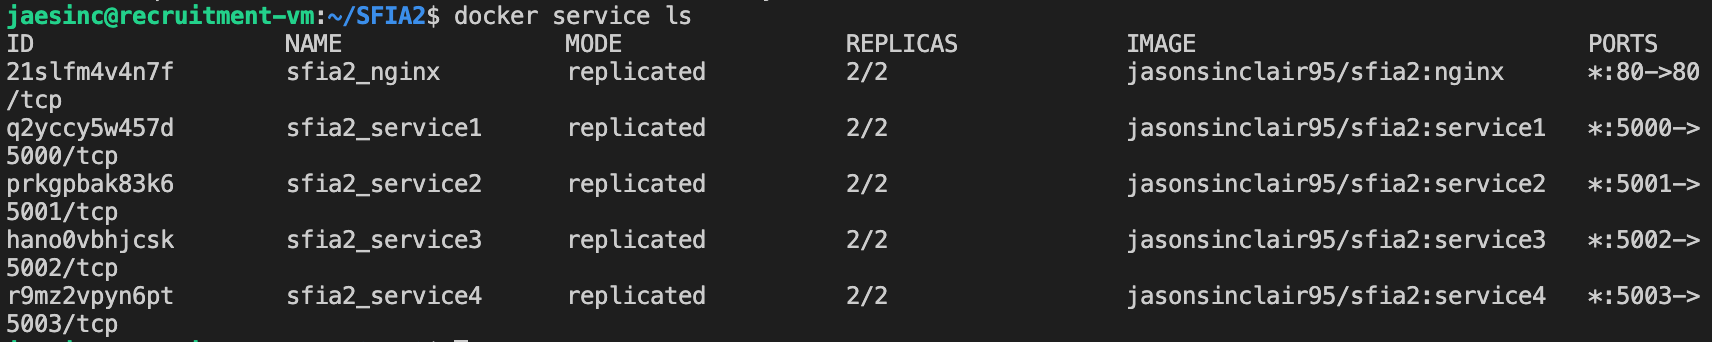 jaesinc@recruitment-vm:~/SFIA2$ docker service ls
ID NAME MODE REPLICAS IMAGE PORTS
21slfm4v4n7f sfia2_nginx replicated 2/2 jasonsinclair95/sfia2:nginx *:80->80
/tcp
q2yccy5w457d sfia2_service1 replicated 2/2 jasonsinclair95/sfia2:service1 *:5000->
5000/tcp
prkgpbak83k6 sfia2_service2 replicated 2/2 jasonsinclair95/sfia2:service2 *:5001->
5001/tcp
hano0vbhjcsk sfia2_service3 replicated 2/2 jasonsinclair95/sfia2:service3 *:5002->
5002/tcp
r9mz2vpyn6pt sfia2_service4 replicated 2/2 jasonsinclair95/sfia2:service4 *:5003->
5003/tcp